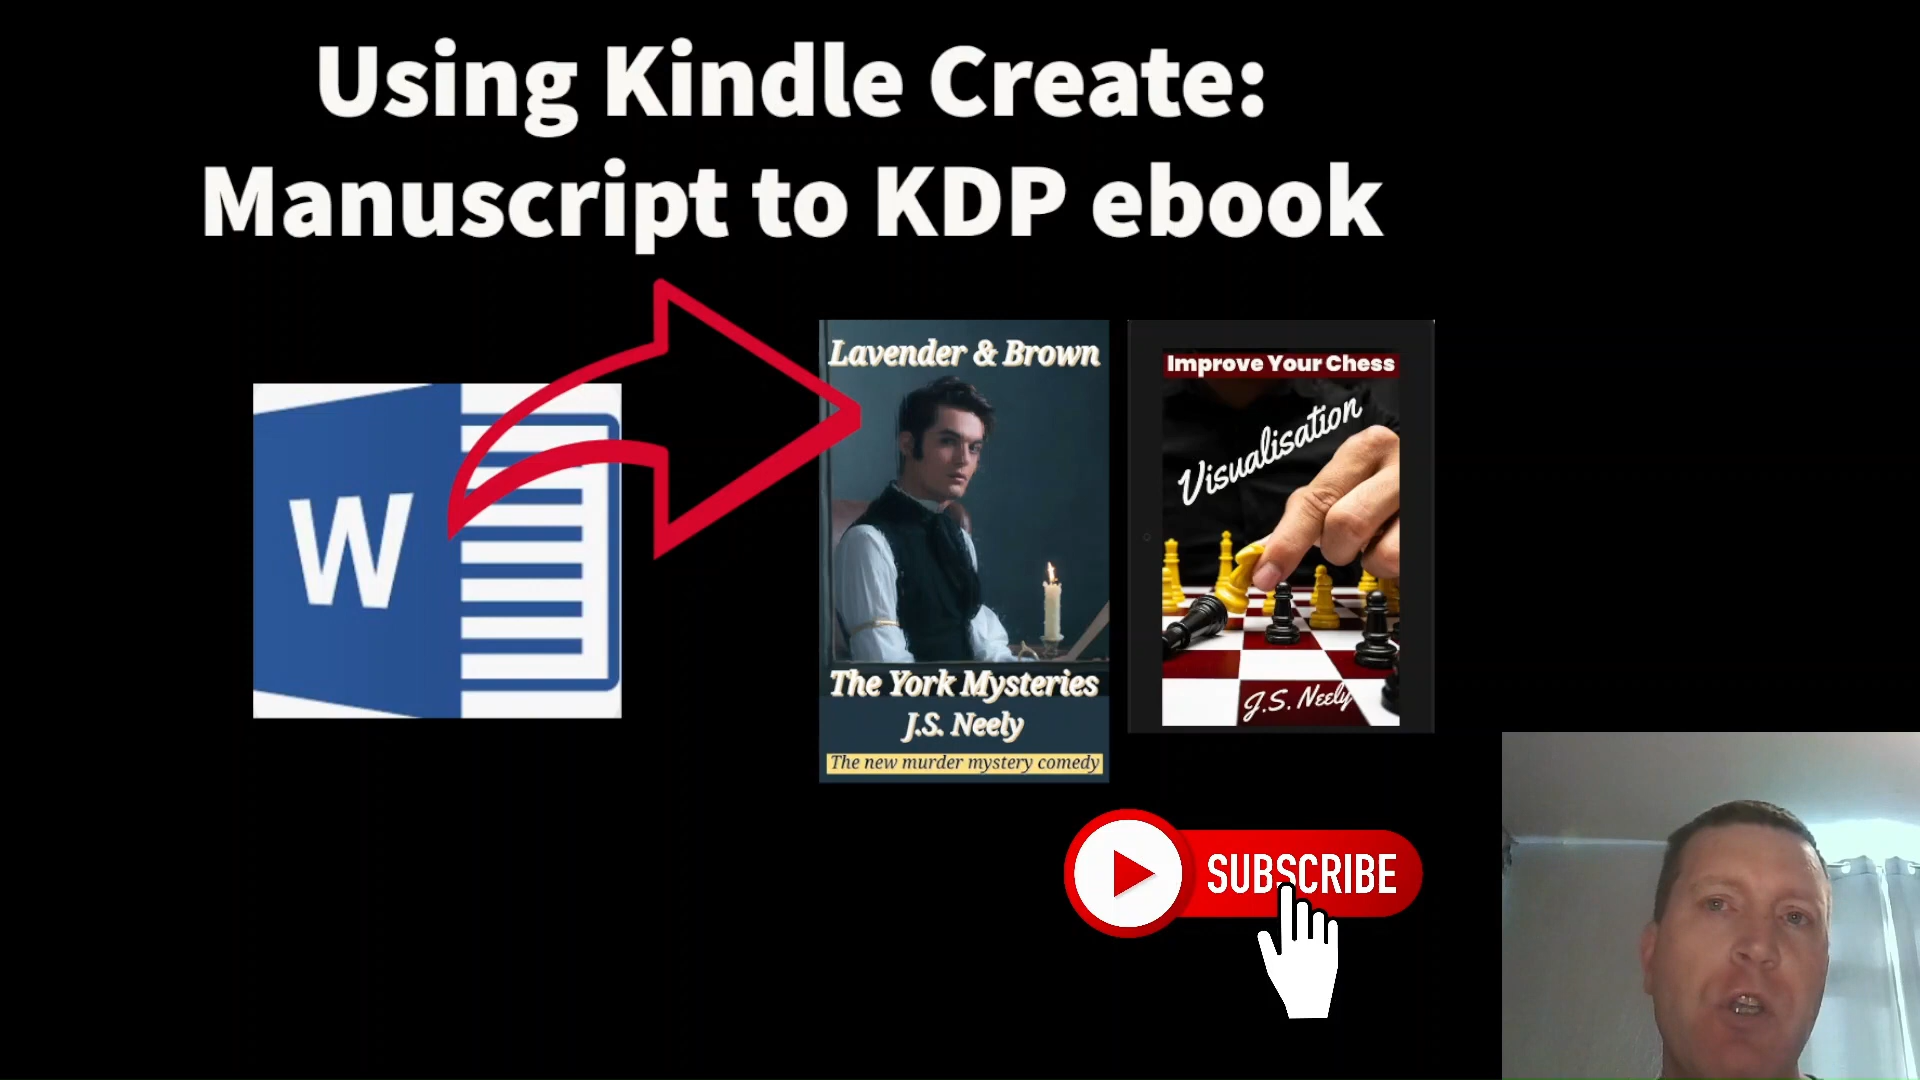 Using Kindle Create:
Manuscript to KDP ebook
W
Lavender & Brown
The York Mysteries
J.S. Neely
The new murder mystery comedy
Improve Your Chess
Visualisation
J.S. Neely
SUBSCRIBE